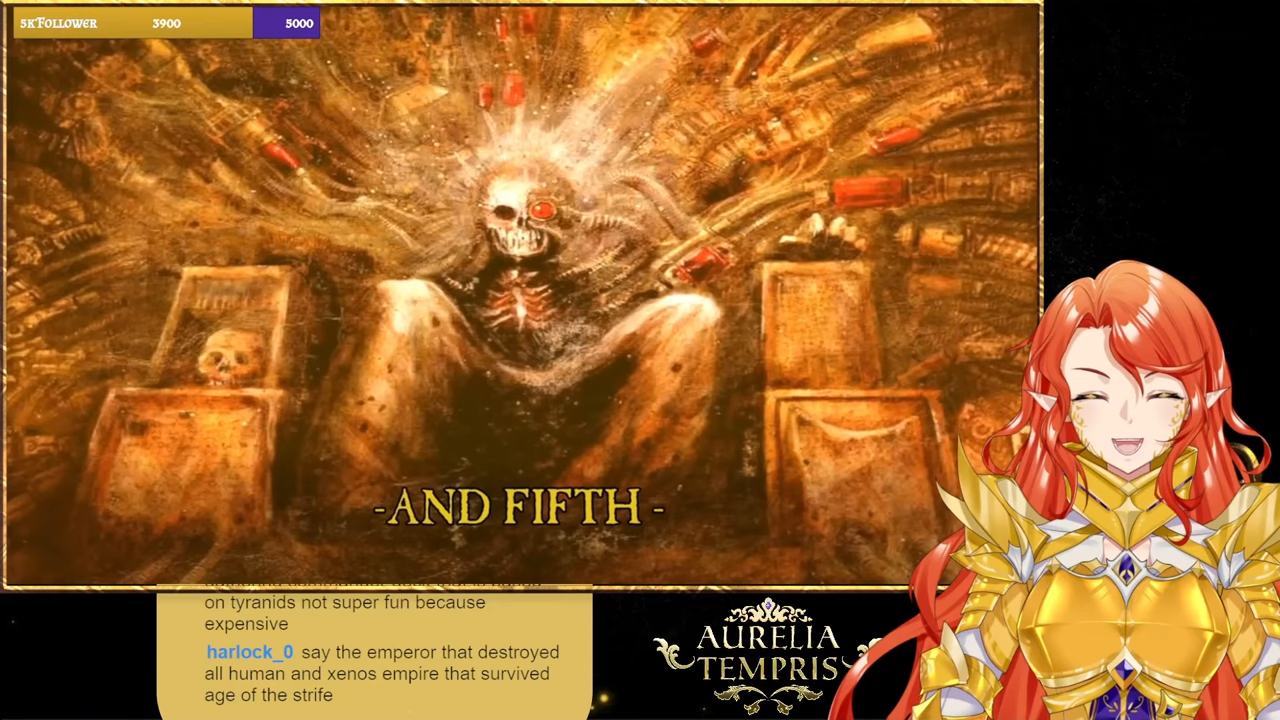 5K FOLLOWER 3900 5000
-AND FIFTH -
on tyranids not super fun because
expensive
harlock_0 say the emperor that destroyed
all human and xenos empire that survived
age of the strife
AURELIA
TEMPRIS